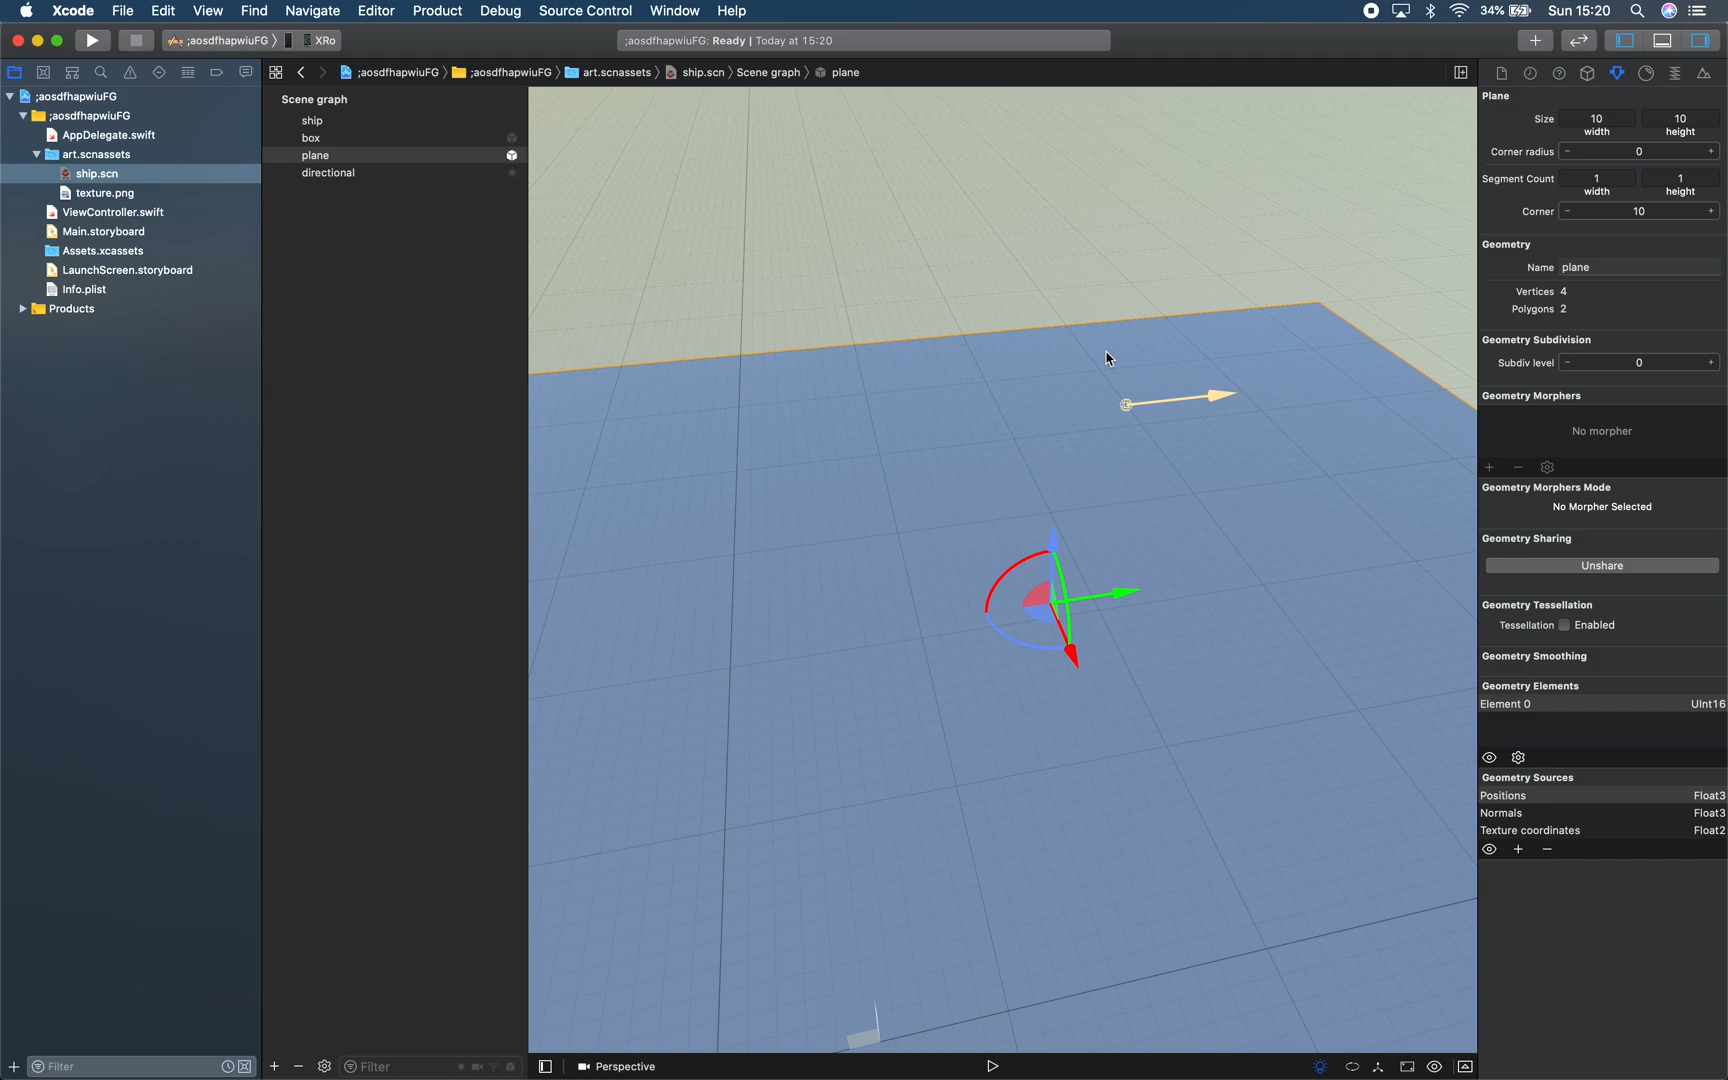 Xcode File Edit View Find Navigate Editor Product Debug Source Control Window Help 34% Sun 15:20
;aosdfhapwiuFG XRo ;aosdfhapwiuFG: Ready | Today at 15:20
;aosdfhapwiuFG ;aosdfhapwiuFG art.scnassets ship.scn Scene graph plane
;aosdfhapwiuFG
;aosdfhapwiuFG
AppDelegate.swift
art.scnassets
ship.scn
texture.png
ViewController.swift
Main.storyboard
Assets.xcassets
LaunchScreen.storyboard
Info.plist
Products
Filter
Scene graph
ship
box
plane
directional
Filter
Perspective
Plane
Size 10 10
width height
Corner radius 0
Segment Count 1 1
width height
Corner 10
Geometry
Name plane
Vertices 4
Polygons 2
Geometry Subdivision
Subdiv level 0
Geometry Morphers
No morpher
Geometry Morphers Mode
No Morpher Selected
Geometry Sharing
Unshare
Geometry Tessellation
Tessellation Enabled
Geometry Smoothing
Geometry Elements
Element 0 UInt16
Geometry Sources
Positions Float3
Normals Float3
Texture coordinates Float2